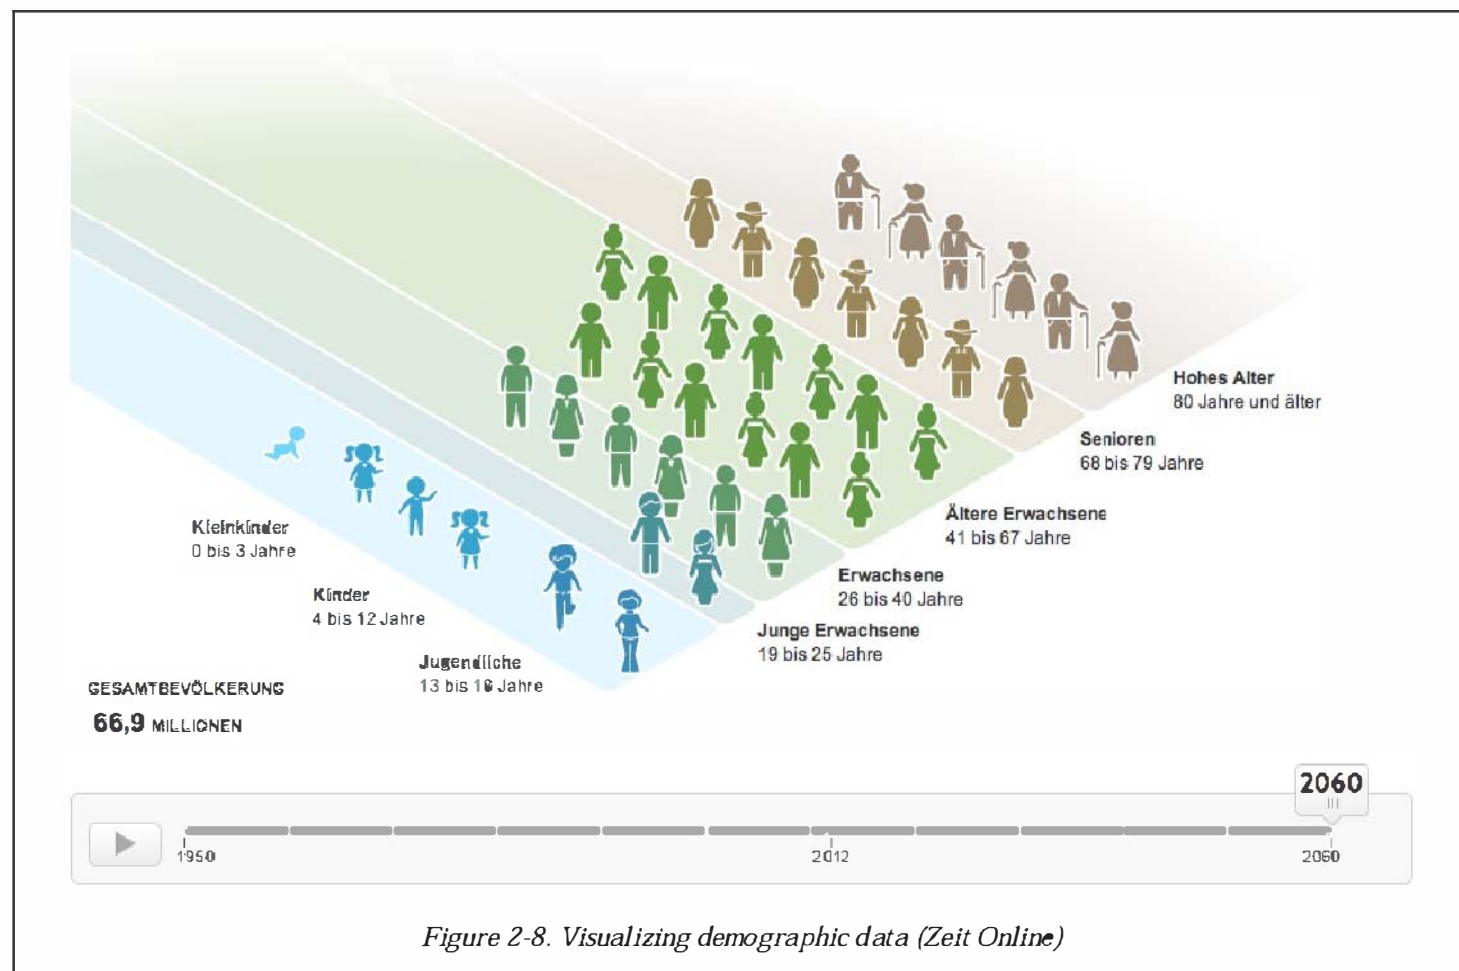 Hohes Alter
80 Jahre und älter
Senioren
68 bis 79 Jahre
Ältere Erwachsene
41 bis 67 Jahre
Erwachsene
26 bis 40 Jahre
Junge Erwachsene
19 bis 25 Jahre
Kleinkinder
0 bis 3 Jahre
Kinder
4 bis 12 Jahre
Jugendliche
13 bis 18 Jahre
GESAMTBEVÖLKERUNG
66,9 MILLIONEN
2060
1950
2012
2060
Figure 2-8. Visualizing demographic data (Zeit Online)